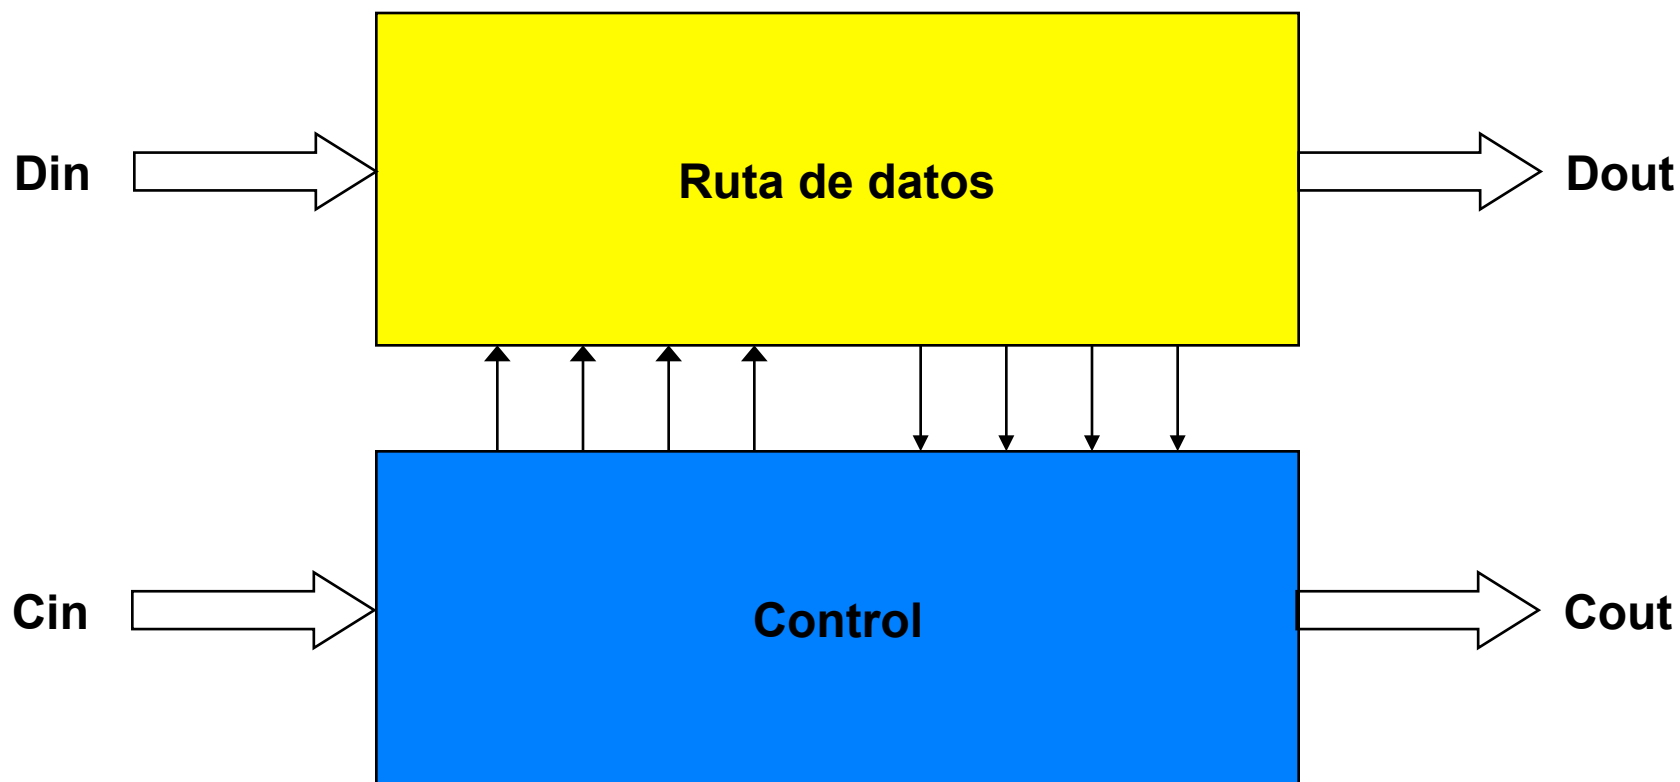 Din
Ruta de datos
Dout
Cin
Control
Cout